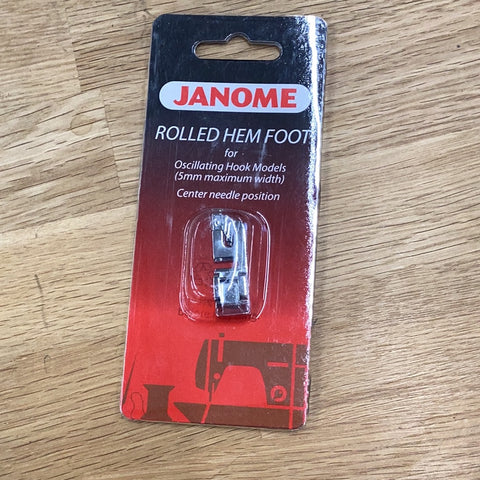 JANOME
ROLLED HEM FOOT
for
Oscillating Hook Models
(5mm maximum width)
Center needle position